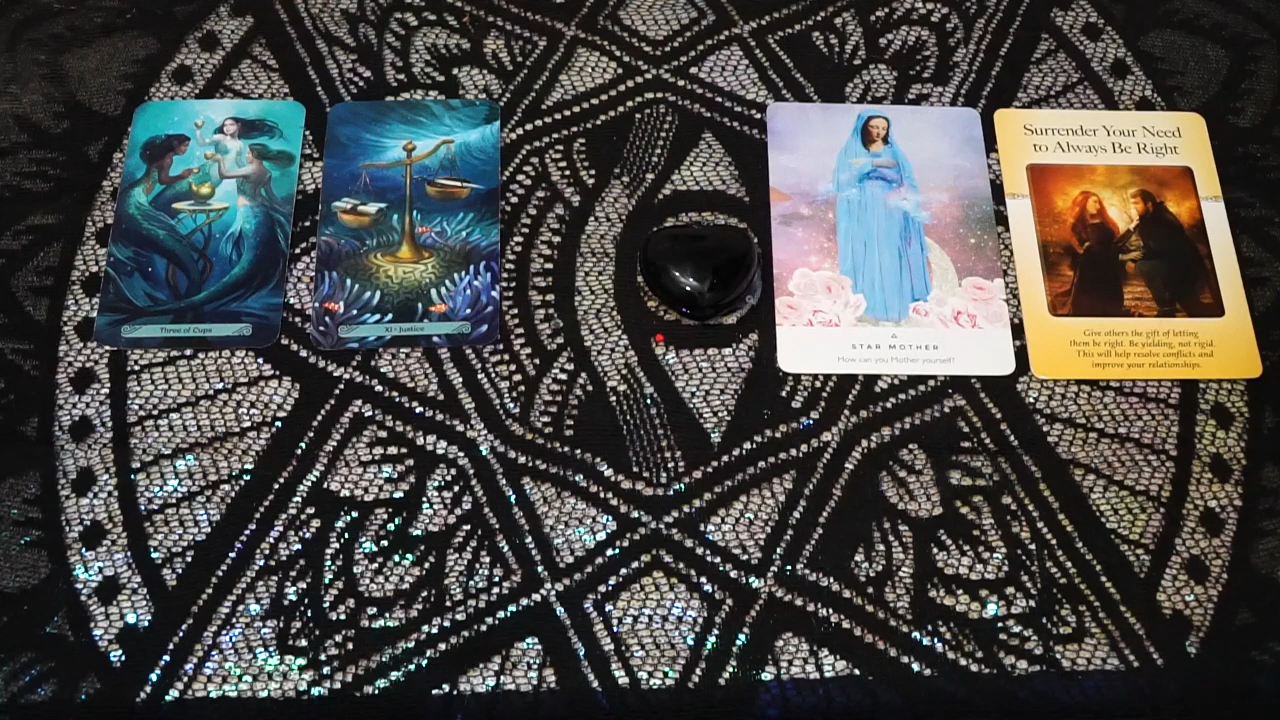 Three of Cups
XI • Justice
STAR MOTHER
How can you Mother yourself?
Surrender Your Need
to Always Be Right
Give others the gift of letting
them be right. Be yielding, not rigid.
This will help resolve conflicts and
improve your relationships.